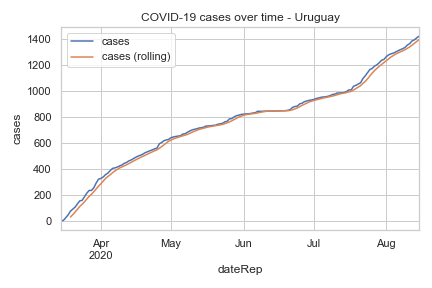 COVID-19 cases over time - Uruguay
cases
cases (rolling)
1400
1200
1000
800
600
400
200
0
cases
Apr
2020
May
Jun
Jul
Aug
dateRep